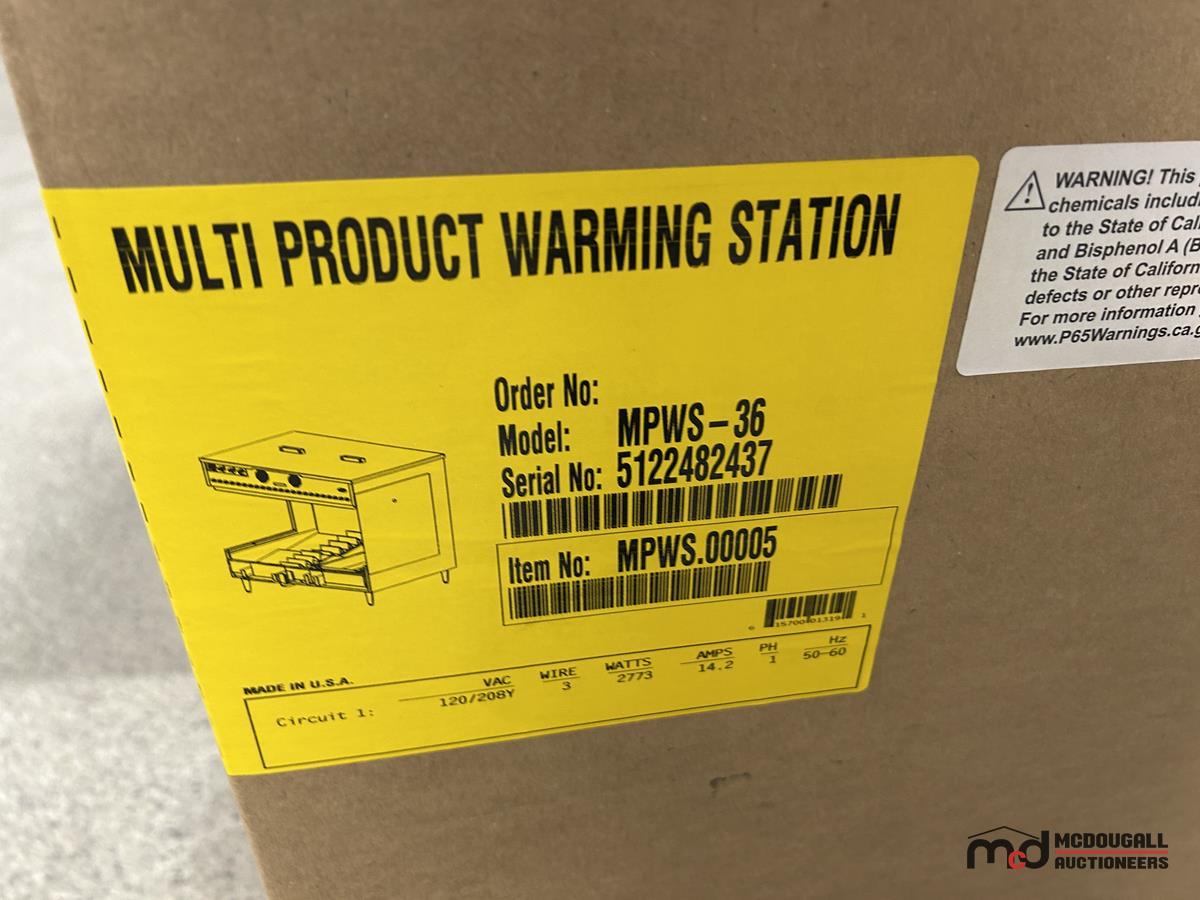 MULTI PRODUCT WARMING STATION
Order No:
Model: MPWS-36
Serial No: 5122482437
Item No: MPWS.00005
MADE IN U.S.A.
VAC WIRE WATTS AMPS PH Hz
Circuit 1: 120/208Y 3 2773 14.2 1 50-60
WARNING! This
chemicals includi
to the State of Cal
and Bisphenol A (B
the State of Californ
defects or other repr
For more information
www.P65Warnings.ca.g
mcd MCDOUGALL
AUCTIONEERS